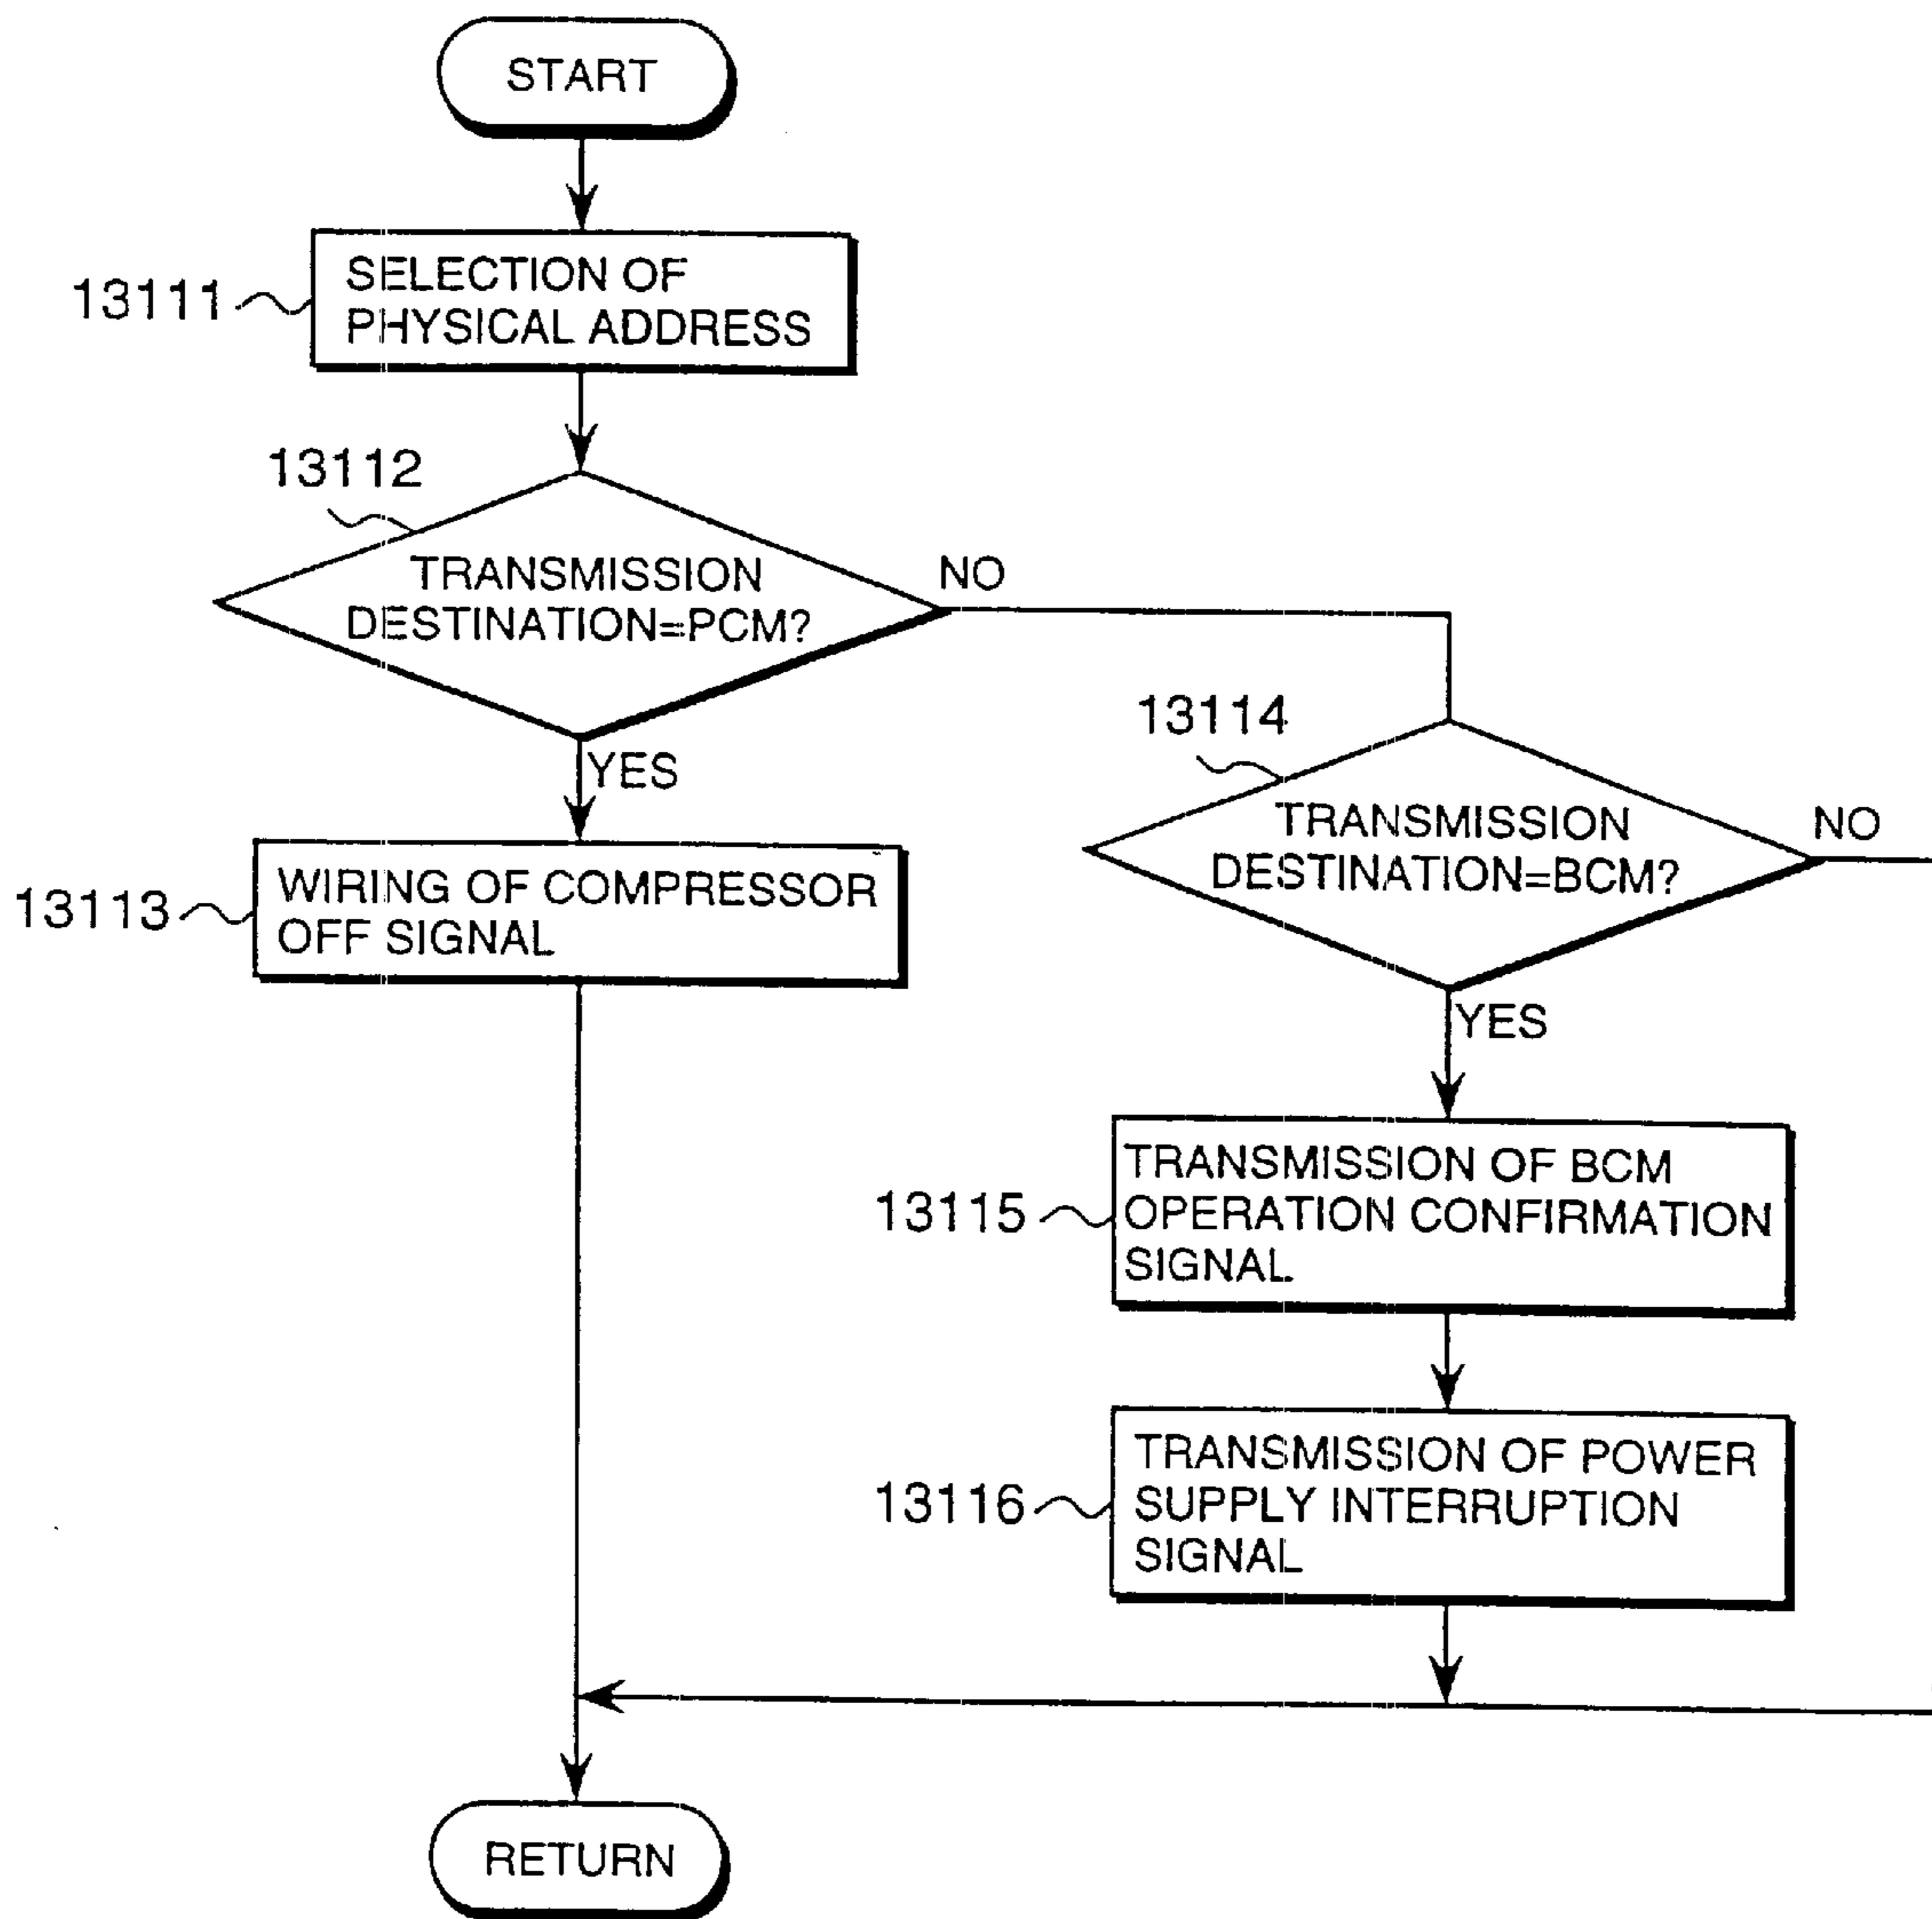 START
13111
SELECTION OF
PHYSICAL ADDRESS
13112
TRANSMISSION
DESTINATION=PCM?
NO
YES
13113
WIRING OF COMPRESSOR
OFF SIGNAL
13114
TRANSMISSION
DESTINATION=BCM?
NO
YES
13115
TRANSMISSION OF BCM
OPERATION CONFIRMATION
SIGNAL
13116
TRANSMISSION OF POWER
SUPPLY INTERRUPTION
SIGNAL
RETURN